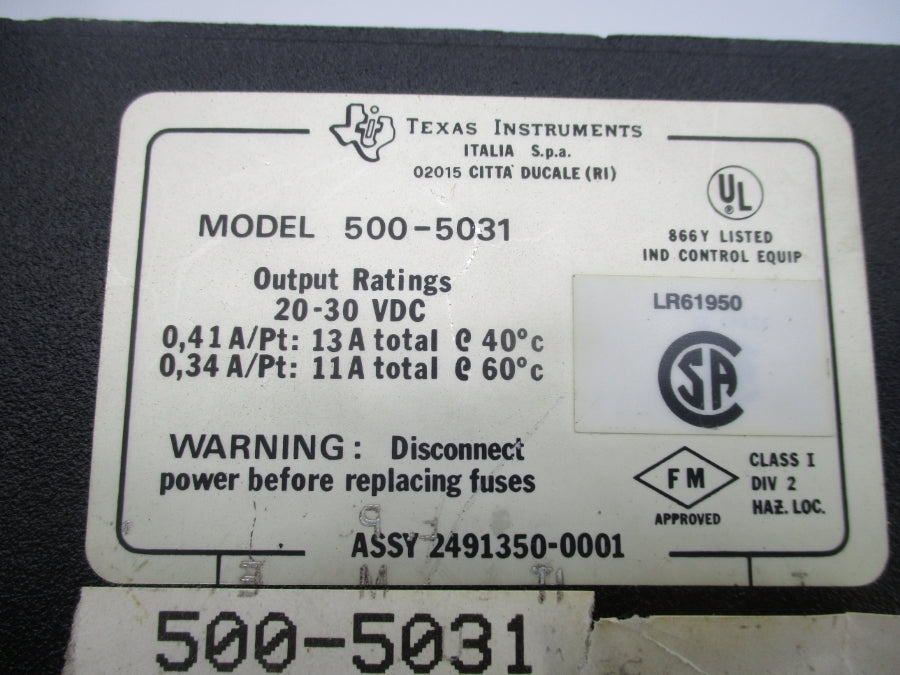 TEXAS INSTRUMENTS
ITALIA S.p.a.
02015 CITTA' DUCALE (RI)
UL
®
866Y LISTED
IND CONTROL EQUIP
MODEL 500-5031
Output Ratings
20-30 VDC
0,41 A/Pt: 13 A total @ 40°c
0,34 A/Pt: 11 A total @ 60°c
LR61950
CSA
WARNING: Disconnect
power before replacing fuses
FM
APPROVED
CLASS I
DIV 2
HAZ. LOC.
ASSY 2491350-0001
500-5031